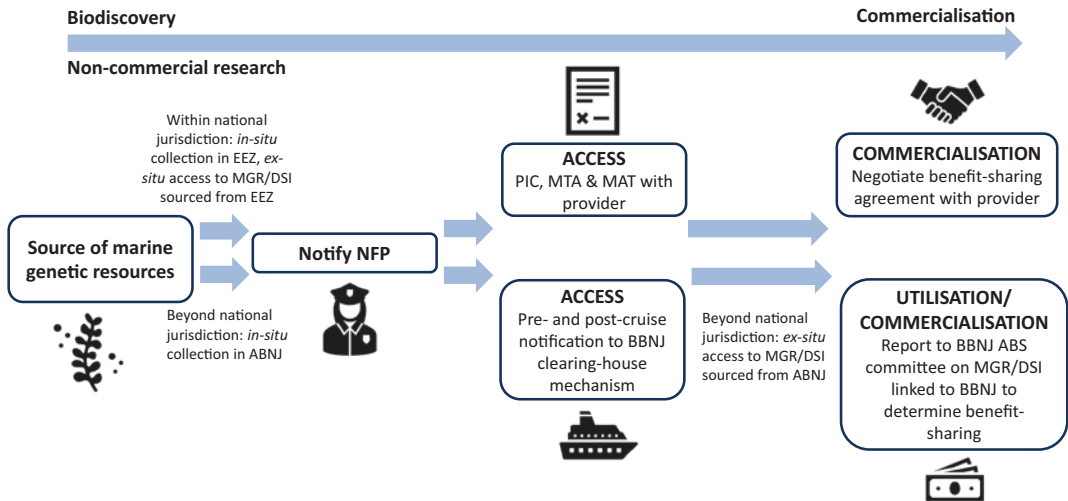 Biodiscovery
Commercialisation
Non-commercial research
Within national
jurisdiction: in-situ
collection in EEZ, ex-
situ access to MGR/DSI
sourced from EEZ
Source of marine
genetic resources
Beyond national
jurisdiction: in-situ
collection in ABNJ
Notify NFP
ACCESS
PIC, MTA & MAT with
provider
ACCESS
Pre- and post-cruise
notification to BBNJ
clearing-house
mechanism
Beyond national
jurisdiction: ex-situ
access to MGR/DSI
sourced from ABNJ
COMMERCIALISATION
Negotiate benefit-sharing
agreement with provider
UTILISATION/
COMMERCIALISATION
Report to BBNJ ABS
committee on MGR/DSI
linked to BBNJ to
determine benefit-
sharing